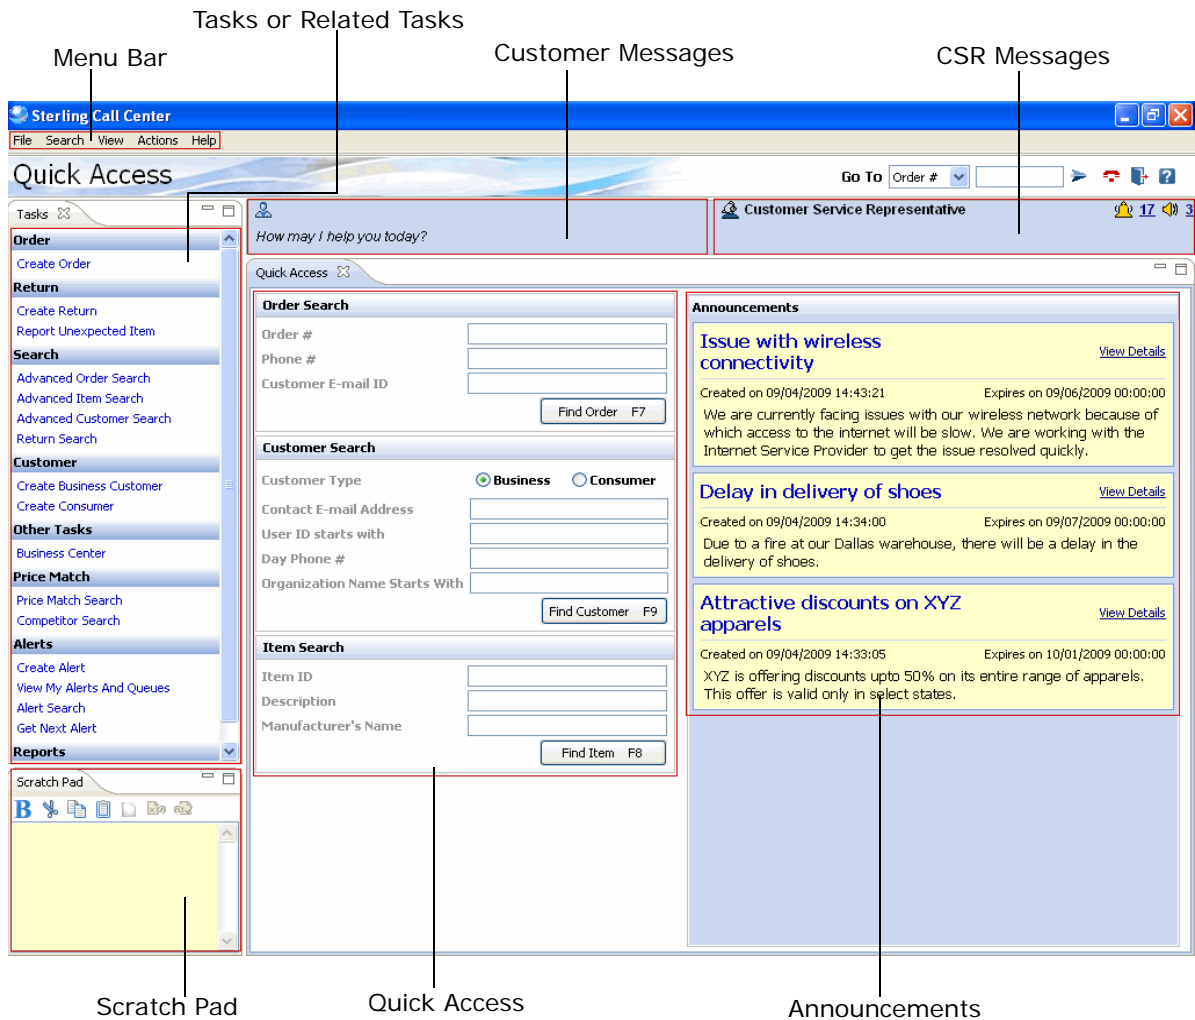 Tasks or Related Tasks
Menu Bar
Customer Messages
CSR Messages
Sterling Call Center
File Search View Actions Help
Quick Access
Go To Order #
Tasks
Order
Create Order
Return
Create Return
Report Unexpected Item
Search
Advanced Order Search
Advanced Item Search
Advanced Customer Search
Return Search
Customer
Create Business Customer
Create Consumer
Other Tasks
Business Center
Price Match
Price Match Search
Competitor Search
Alerts
Create Alert
View My Alerts And Queues
Alert Search
Get Next Alert
Reports
Scratch Pad
B
How may I help you today?
Customer Service Representative 17 3
Quick Access
Order Search
Order #
Phone #
Customer E-mail ID
Find Order F7
Customer Search
Customer Type Business Consumer
Contact E-mail Address
User ID starts with
Day Phone #
Organization Name Starts With
Find Customer F9
Item Search
Item ID
Description
Manufacturer's Name
Find Item F8
Announcements
Issue with wireless
connectivity
View Details
Created on 09/04/2009 14:43:21 Expires on 09/06/2009 00:00:00
We are currently facing issues with our wireless network because of
which access to the internet will be slow. We are working with the
Internet Service Provider to get the issue resolved quickly.
Delay in delivery of shoes View Details
Created on 09/04/2009 14:34:00 Expires on 09/07/2009 00:00:00
Due to a fire at our Dallas warehouse, there will be a delay in the
delivery of shoes.
Attractive discounts on XYZ
apparels
View Details
Created on 09/04/2009 14:33:05 Expires on 10/01/2009 00:00:00
XYZ is offering discounts upto 50% on its entire range of apparels.
This offer is valid only in select states.
Scratch Pad
Quick Access
Announcements